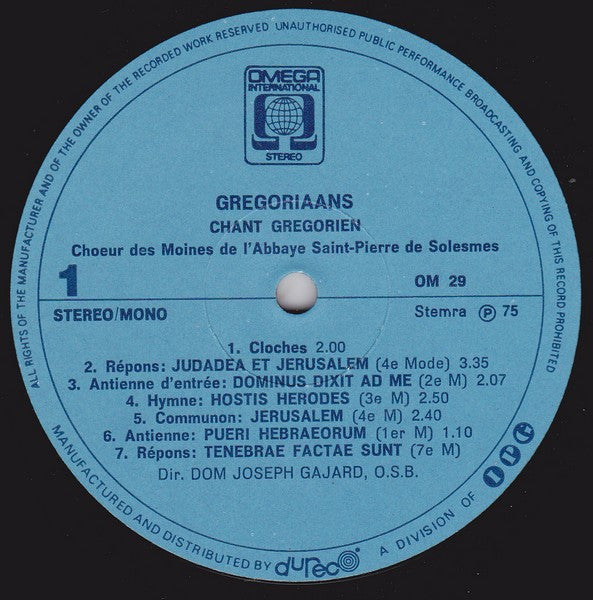 ALL RIGHTS OF THE MANUFACTURER AND OF THE OWNER OF THE RECORDED WORK RESERVED UNAUTHORISED PUBLIC PERFORMANCE BROADCASTING AND COPYING OF THIS RECORD PROHIBITED
OMEGA
INTERNATIONAL
STEREO
GREGORIAANS
CHANT GREGORIEN
Choeur des Moines de l'Abbaye Saint-Pierre de Solesmes
1
OM 29
STEREO/MONO
Stemra Ⓟ 75
1. Cloches 2.00
2. Répons: JUDADEA ET JERUSALEM (4e Mode) 3.35
3. Antienne d'entrée: DOMINUS DIXIT AD ME (2e M) 2.07
4. Hymne: HOSTIS HERODES (3e M) 2.50
5. Communon: JERUSALEM (4e M) 2.40
6. Antienne: PUERI HEBRAEORUM (1er M) 1.10
7. Répons: TENEBRAE FACTAE SUNT (7e M)
Dir. DOM JOSEPH GAJARD, O.S.B.
MANUFACTURED AND DISTRIBUTED BY dureco A DIVISION OF